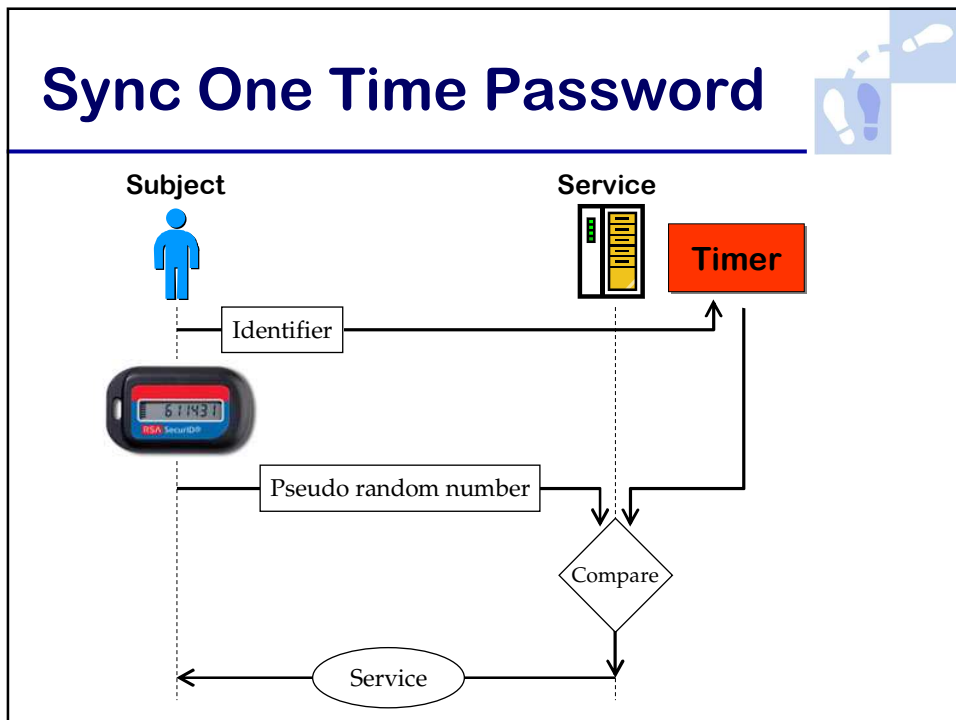 Sync One Time Password
Subject
Service
Timer
Identifier
611431
RSA SecurID®
Pseudo random number
Compare
Service